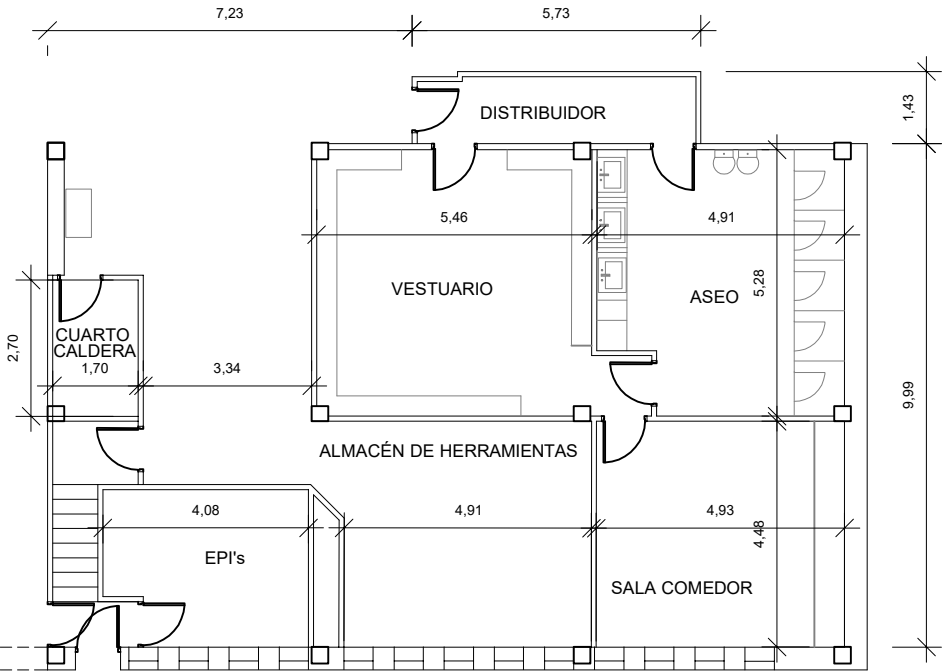 7,23
5,73
DISTRIBUIDOR
1,43
5,46
4,91
VESTUARIO
5,28
ASEO
CUARTO
CALDERA
2,70
1,70
3,34
9,99
ALMACÉN DE HERRAMIENTAS
4,08
4,91
4,93
4,48
EPI's
SALA COMEDOR